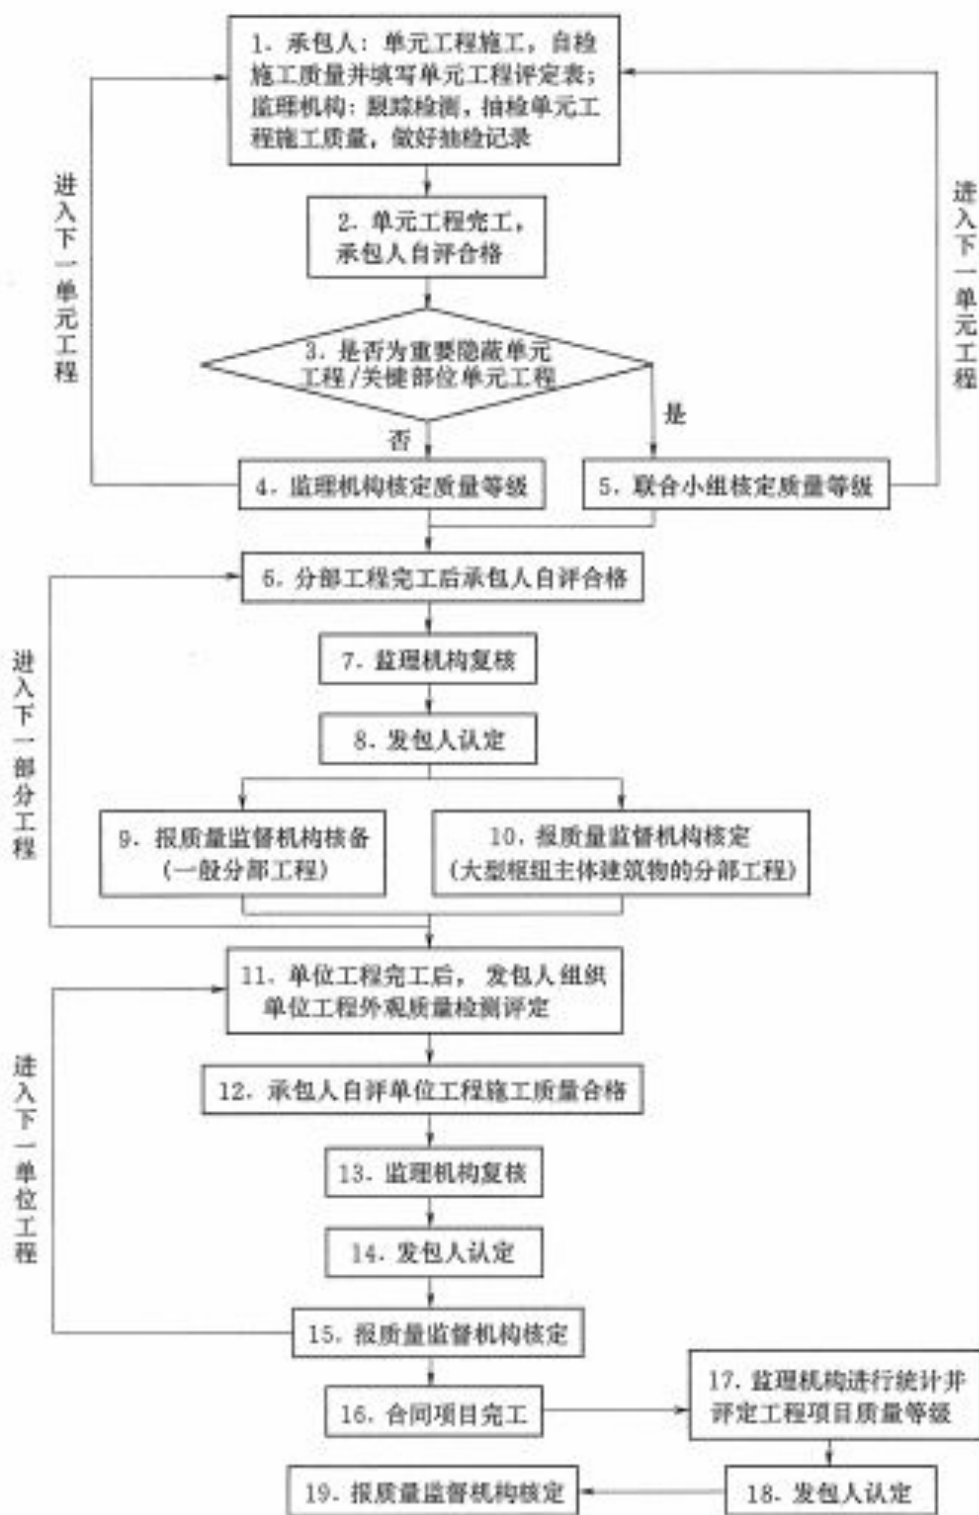 1. 承包人: 单元工程施工, 自检
施工质量并填写单元工程评定表;
监理机构: 跟踪检测, 抽检单元工
程施工质量, 做好抽检记录
进入下一单元工程
进入下一单元工程
2. 单元工程完工,
承包人自评合格
3. 是否为重要隐蔽单元
工程/关键部位单元工程
否
是
4. 监理机构核定质量等级
5. 联合小组核定质量等级
6. 分部工程完工后承包人自评合格
7. 监理机构复核
进入下一部分工程
8. 发包人认定
9. 报质量监督机构核备
(一般分部工程)
10. 报质量监督机构核定
(大型枢纽主体建筑物的分部工程)
11. 单位工程完工后, 发包人组织
单位工程外观质量检测评定
进入下一单位工程
12. 承包人自评单位工程施工质量合格
13. 监理机构复核
14. 发包人认定
15. 报质量监督机构核定
16. 合同项目完工
17. 监理机构进行统计并
评定工程项目质量等级
18. 发包人认定
19. 报质量监督机构核定